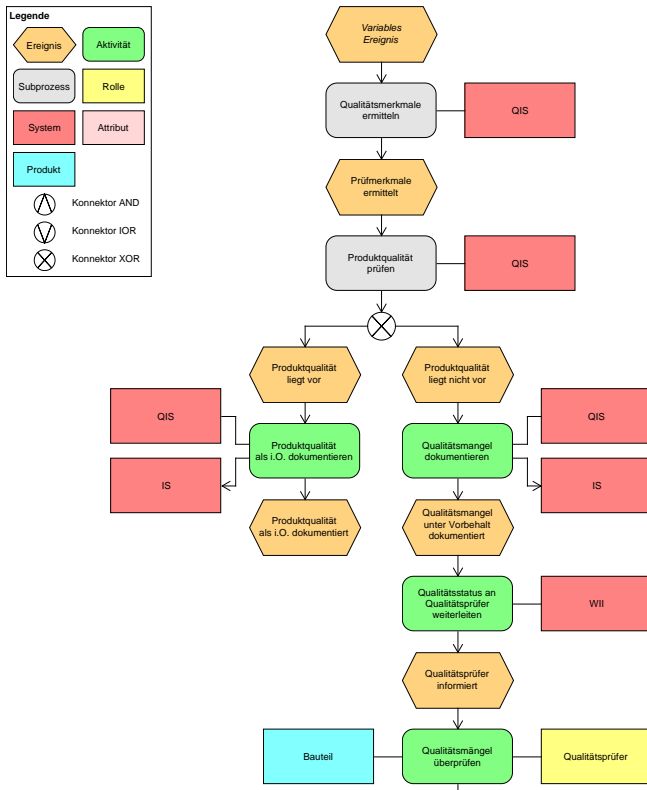 Legende
Ereignis
Aktivität
Subprozess
Rolle
System
Attribut
Produkt
Konnektor AND
Konnektor IOR
Konnektor XOR
Variables
Ereignis
Qualitätsmerkmale
ermitteln
QIS
Prüfmerkmale
ermittelt
Produktqualität
prüfen
QIS
Produktqualität
liegt vor
Produktqualität
liegt nicht vor
QIS
Produktqualität
als i.O. dokumentieren
IS
Qualitätsmangel
dokumentieren
QIS
IS
Produktqualität
als i.O. dokumentiert
Qualitätsmangel
unter Vorbehalt
dokumentiert
Qualitätsstatus an
Qualitätsprüfer
weiterleiten
WII
Qualitätsprüfer
informiert
Bauteil
Qualitätsmängel
überprüfen
Qualitätsprüfer